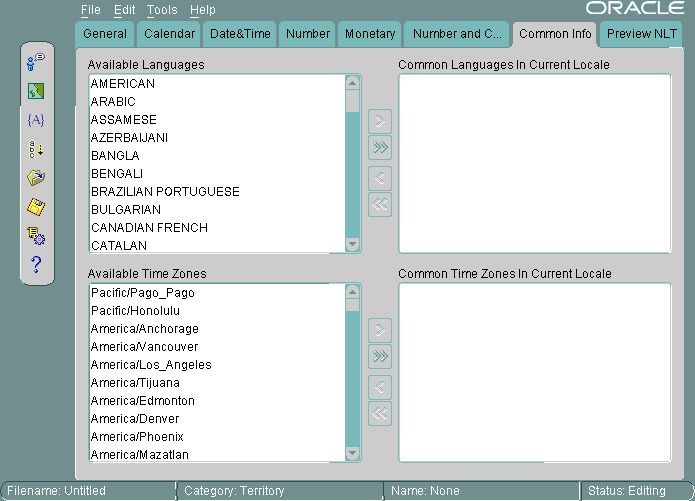 File Edit Tools Help
ORACLE
General Calendar Date&Time Number Monetary Number and C... Common Info Preview NLT
Available Languages
Common Languages In Current Locale
AMERICAN
ARABIC
ASSAMESE
AZERBAIJANI
BANGLA
BENGALI
BRAZILIAN PORTUGUESE
BULGARIAN
CANADIAN FRENCH
CATALAN
Available Time Zones
Common Time Zones In Current Locale
Pacific/Pago_Pago
Pacific/Honolulu
America/Anchorage
America/Vancouver
America/Los_Angeles
America/Tijuana
America/Edmonton
America/Denver
America/Phoenix
America/Mazatlan
Filename: Untitled Category: Territory Name: None Status: Editing